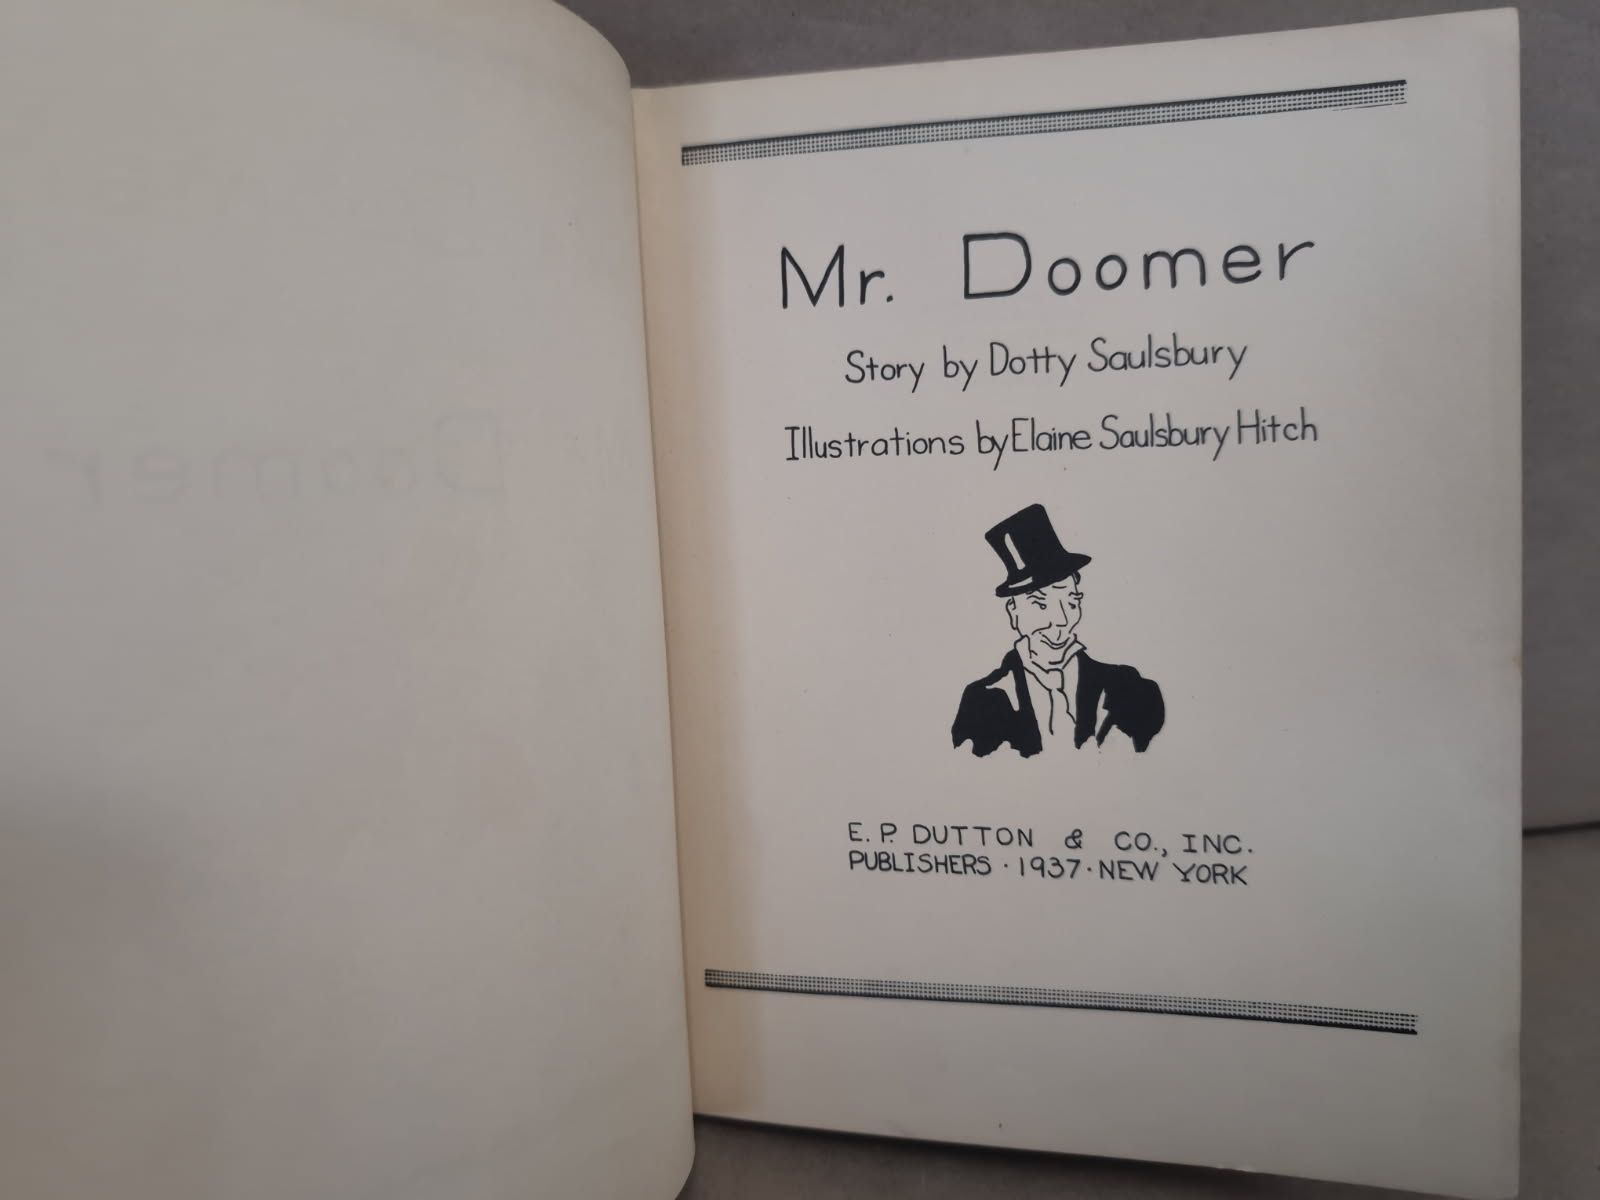 Mr. Doomer
Story by Dotty Saulsbury
Illustrations by Elaine Saulsbury Hitch
E. P. DUTTON & CO., INC.
PUBLISHERS · 1937 · NEW YORK